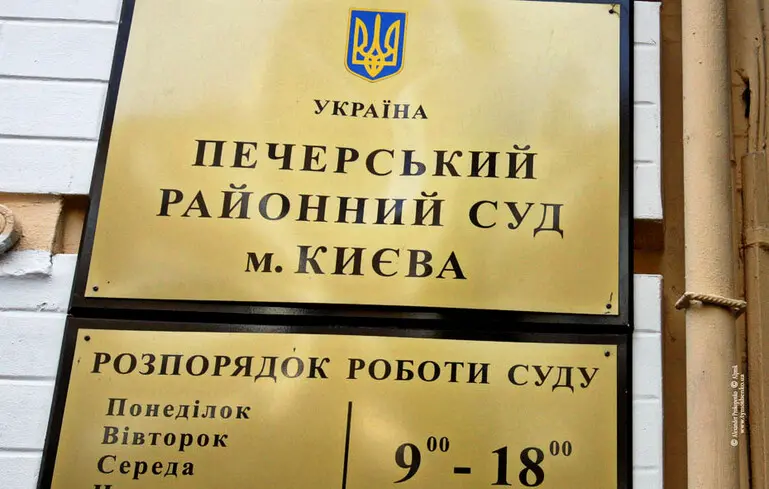 УКРАЇНА
ПЕЧЕРСЬКИЙ
РАЙОННИЙ СУД
м. КИЄВА
РОЗПОРЯДОК РОБОТИ СУДУ
Понеділок
Вівторок
Середа
9⁰⁰ - 18⁰⁰